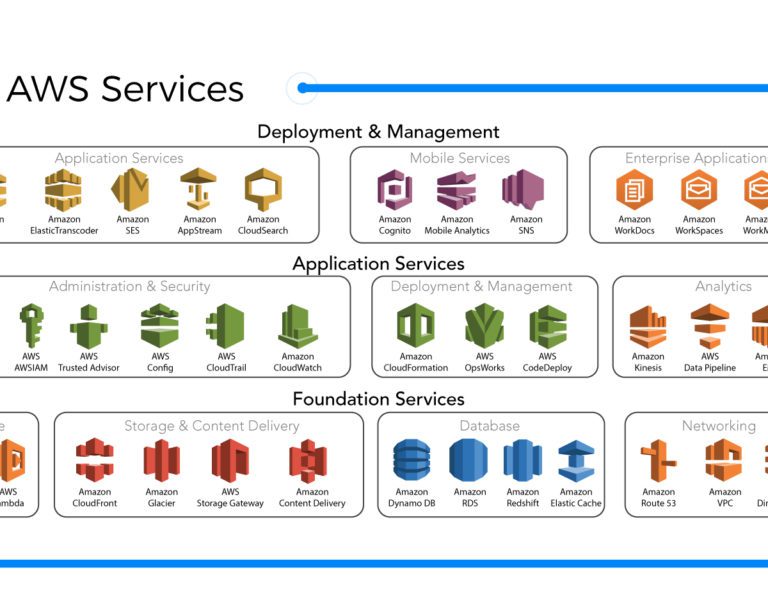 AWS Services
Deployment & Management
Application Services
Mobile Services
Enterprise Application
n
Amazon
ElasticTranscoder
Amazon
SES
Amazon
AppStream
Amazon
CloudSearch
Amazon
Cognito
Amazon
Mobile Analytics
Amazon
SNS
Amazon
WorkDocs
Amazon
WorkSpaces
Amaz
WorkM
Application Services
Administration & Security
Deployment & Management
Analytics
AWS
AWSIAM
AWS
Trusted Advisor
AWS
Config
AWS
CloudTrail
Amazon
CloudWatch
Amazon
CloudFormation
AWS
OpsWorks
AWS
CodeDeploy
Amazon
Kinesis
AWS
Data Pipeline
Amazo
E
Foundation Services
e
Storage & Content Delivery
Database
Networking
AWS
ambda
Amazon
CloudFront
Amazon
Glacier
AWS
Storage Gateway
Amazon
Content Delivery
Amazon
Dynamo DB
Amazon
RDS
Amazon
Redshift
Amazon
Elastic Cache
Amazon
Route 53
Amazon
VPC
A
Dir